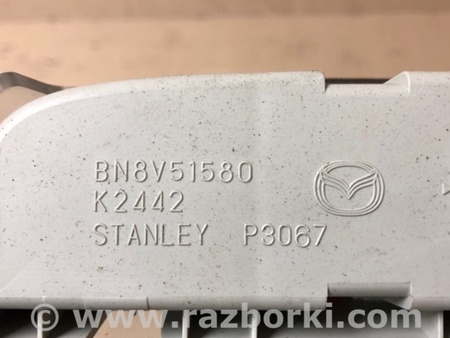 BN8V51580
K2442
STANLEY P3067
© www.razborki.com